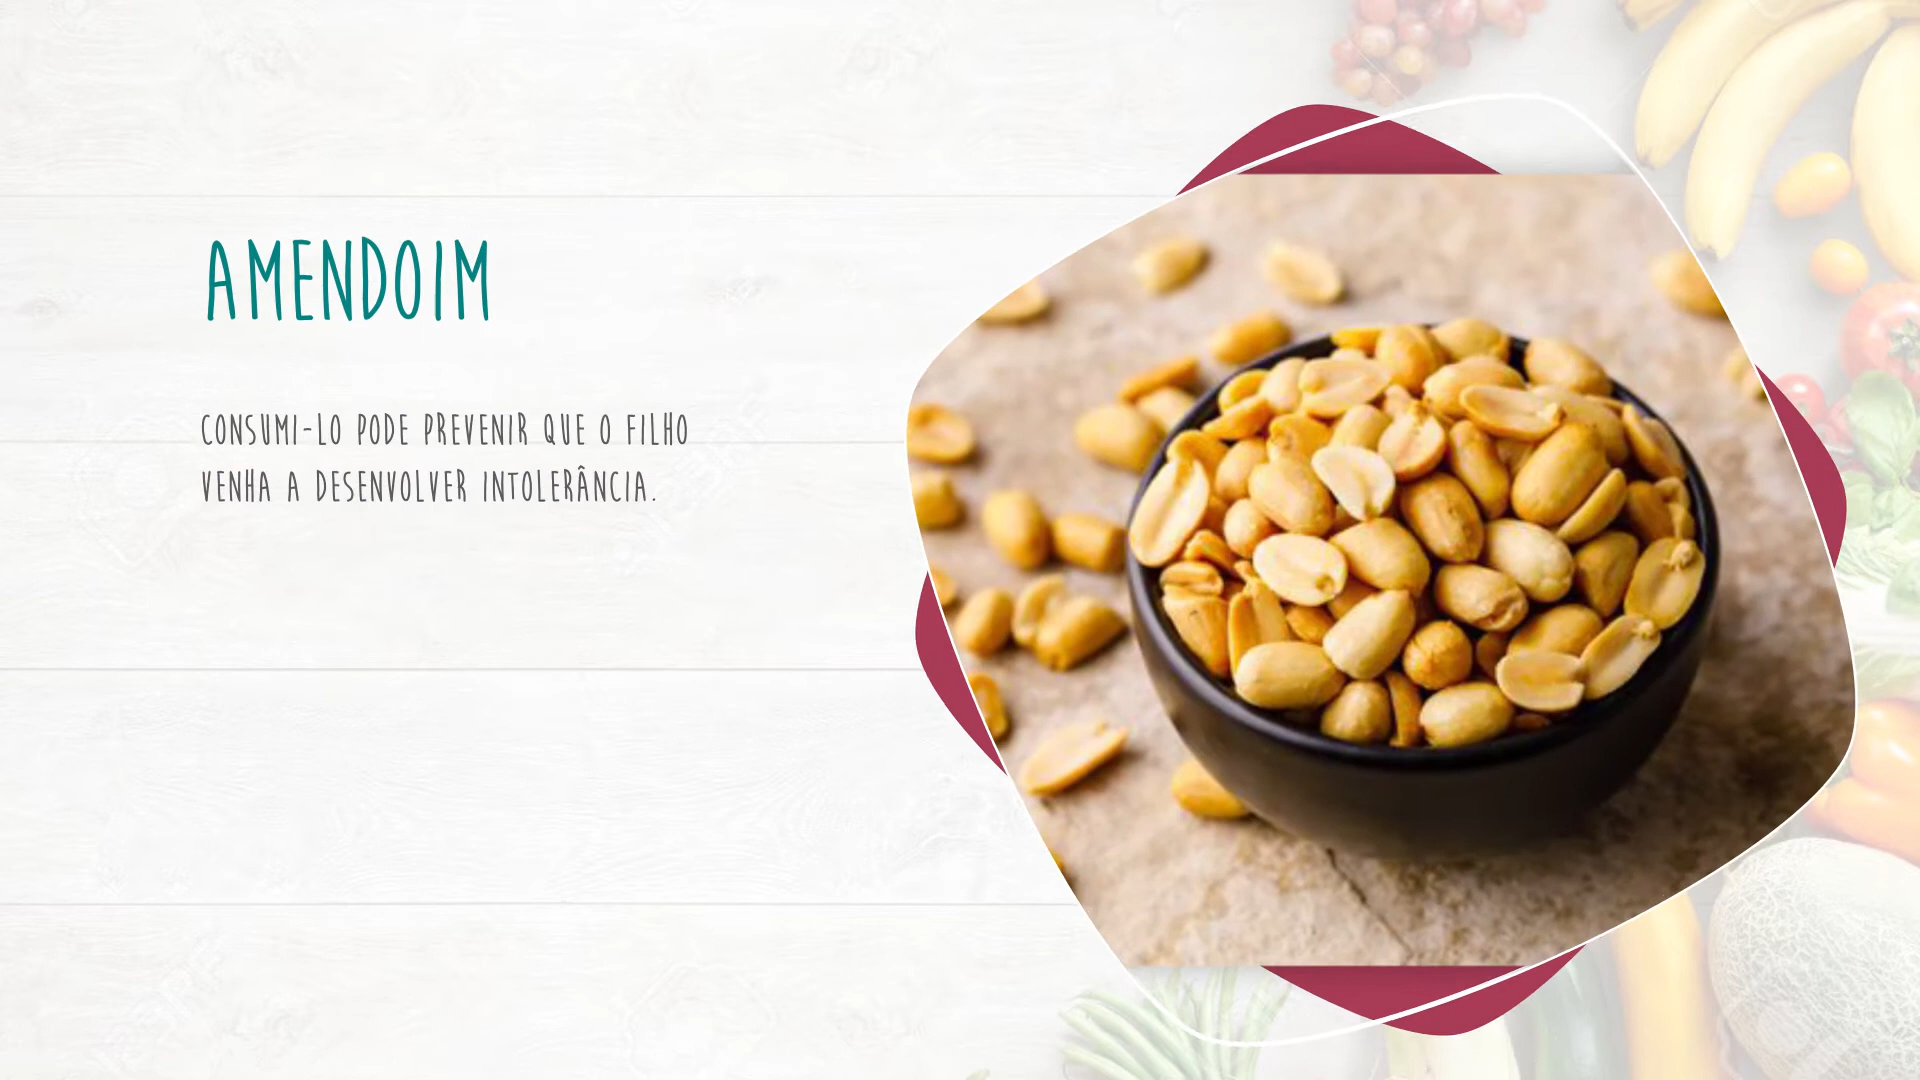 AMENDOIM
CONSUMI-LO PODE PREVENIR QUE O FILHO
VENHA A DESENVOLVER INTOLERÂNCIA.